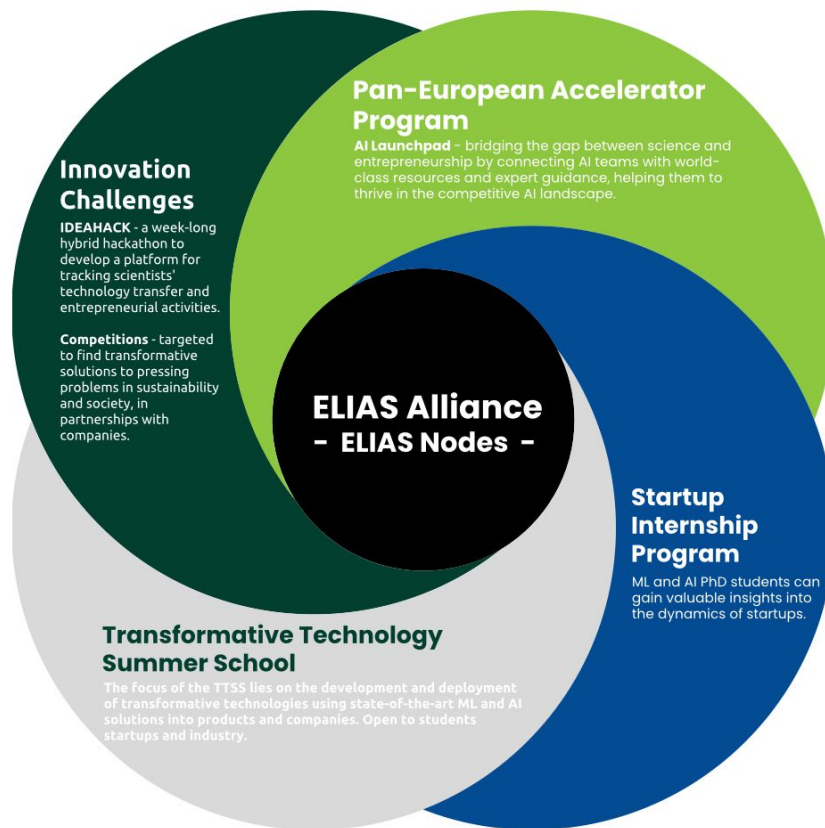 Pan-European Accelerator
Program
AI Launchpad - bridging the gap between science and
entrepreneurship by connecting AI teams with world-
class resources and expert guidance, helping them to
thrive in the competitive AI landscape.
Innovation
Challenges
IDEAHACK - a week-long
hybrid hackathon to
develop a platform for
tracking scientists'
technology transfer and
entrepreneurial activities.
Competitions - targeted
to find transformative
solutions to pressing
problems in sustainability
and society, in
partnerships with
companies.
ELIAS Alliance
- ELIAS Nodes -
Startup
Internship
Program
ML and AI PhD students can
gain valuable insights into
the dynamics of startups.
Transformative Technology
Summer School
The focus of the TTSS lies on the development and deployment
of transformative technologies using state-of-the-art ML and AI
solutions into products and companies. Open to students
startups and industry.